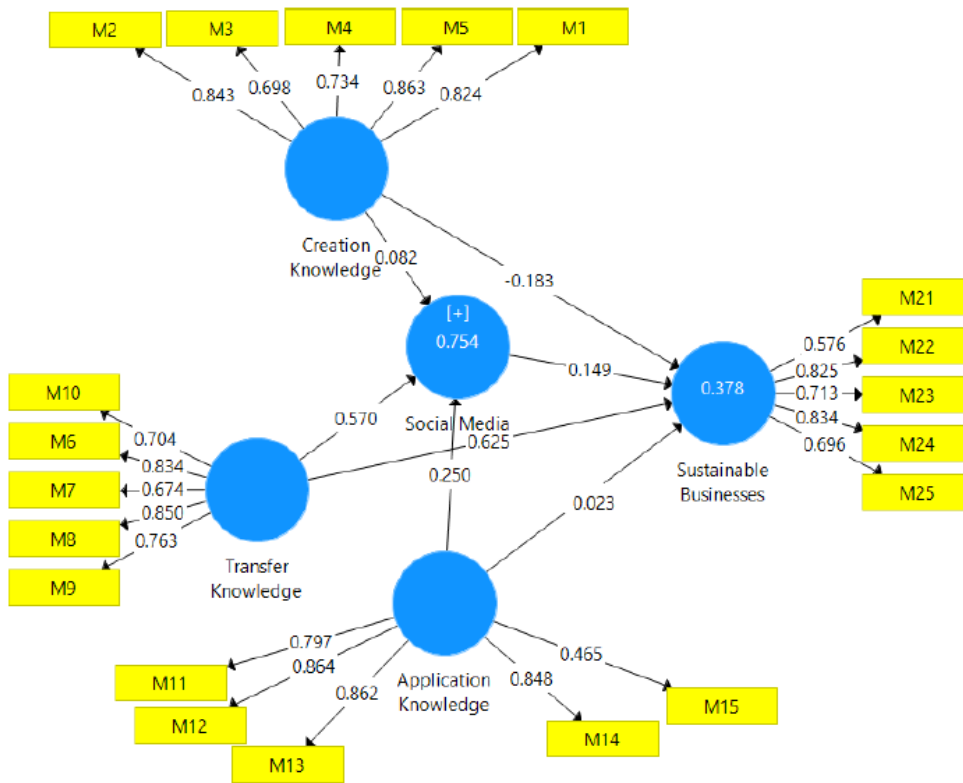 M2
M3
M4
M5
M1
0.843
0.698
0.734
0.863
0.824
Creation
Knowledge
0.082
-0.183
[+]
0.754
Social Media
0.149
0.378
Sustainable
Businesses
M21
M22
M23
M24
M25
0.576
0.825
0.713
0.834
0.696
M10
M6
M7
M8
M9
0.704
0.834
0.674
0.850
0.763
Transfer
Knowledge
0.570
0.625
0.250
0.023
Application
Knowledge
0.797
0.864
0.862
0.848
0.465
M11
M12
M13
M14
M15